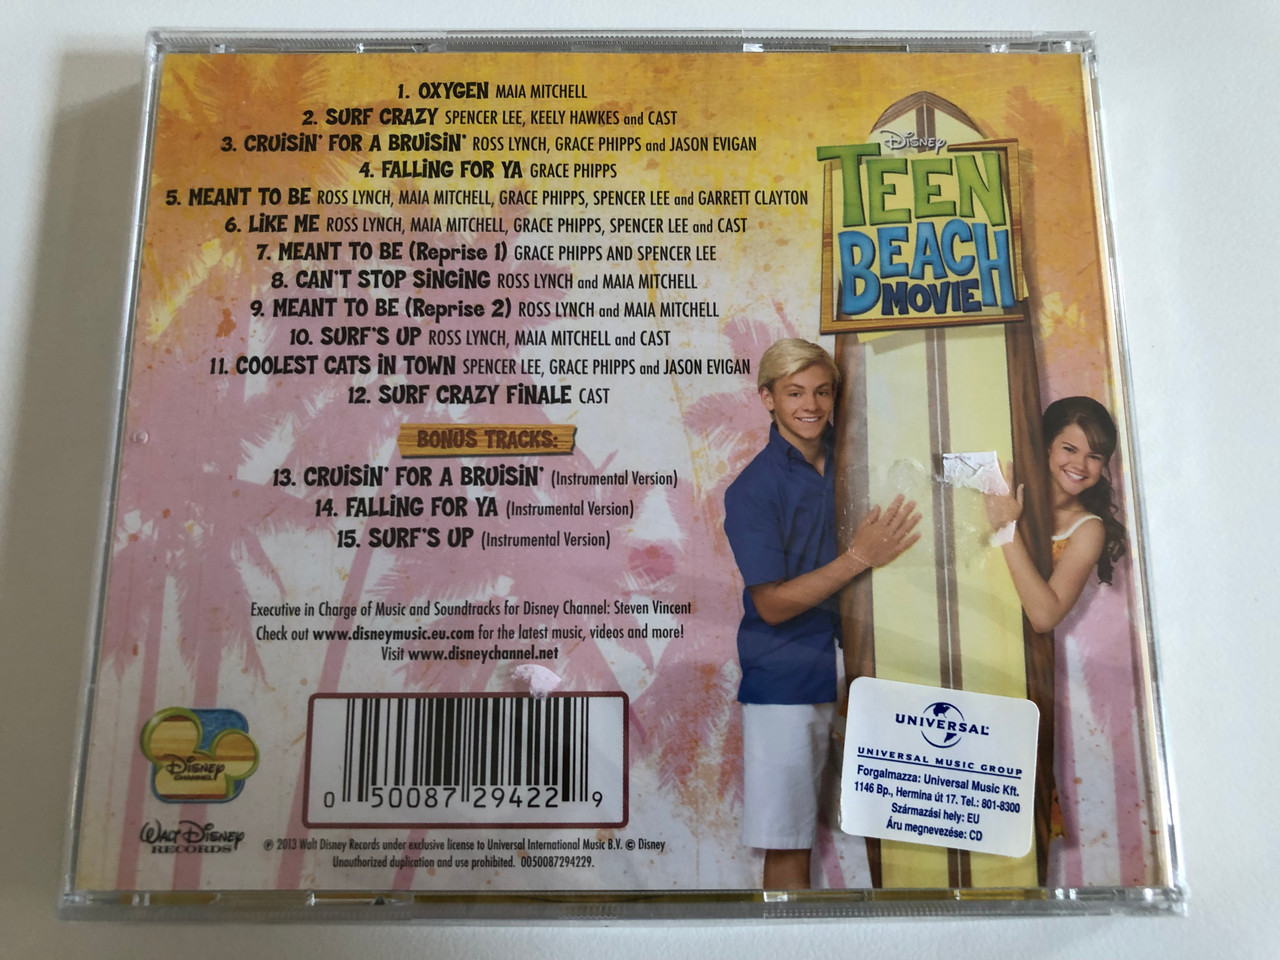 1. OXYGEN MAIA MITCHELL
2. SURF CRAZY SPENCER LEE, KEELY HAWKES and CAST
3. CRUiSiN' FOR A BRUiSiN' ROSS LYNCH, GRACE PHIPPS and JASON EVIGAN
4. FALLiNG FOR YA GRACE PHIPPS
5. MEANT TO BE ROSS LYNCH, MAIA MITCHELL, GRACE PHIPPS, SPENCER LEE and GARRETT CLAYTON
6. LiKE ME ROSS LYNCH, MAIA MITCHELL, GRACE PHIPPS, SPENCER LEE and CAST
7. MEANT TO BE (Reprise 1) GRACE PHIPPS AND SPENCER LEE
8. CAN'T STOP SiNGiNG ROSS LYNCH and MAIA MITCHELL
9. MEANT TO BE (Reprise 2) ROSS LYNCH and MAIA MITCHELL
10. SURF'S UP ROSS LYNCH, MAIA MITCHELL and CAST
11. COOLEST CATS iN TOWN SPENCER LEE, GRACE PHIPPS and JASON EVIGAN
12. SURF CRAZY FiNALE CAST
BONUS TRACKS:
13. CRUiSiN' FOR A BRUiSiN' (Instrumental Version)
14. FALLiNG FOR YA (Instrumental Version)
15. SURF'S UP (Instrumental Version)
Executive in Charge of Music and Soundtracks for Disney Channel: Steven Vincent
Check out www.disneymusic.eu.com for the latest music, videos and more!
Visit www.disneychannel.net
Disney
TEEN
BEACH
MOVIE
Disney
CHANNEL
WALT DISNEY
RECORDS
0 50087 29422 9
℗ 2013 Walt Disney Records under exclusive license to Universal International Music B.V. © Disney
Unauthorized duplication and use prohibited. 0050087294229.
UNIVERSAL
UNIVERSAL MUSIC GROUP
Forgalmazza: Universal Music Kft.
1146 Bp., Hermina út 17. Tel.: 801-8300
Származási hely: EU
Áru megnevezése: CD